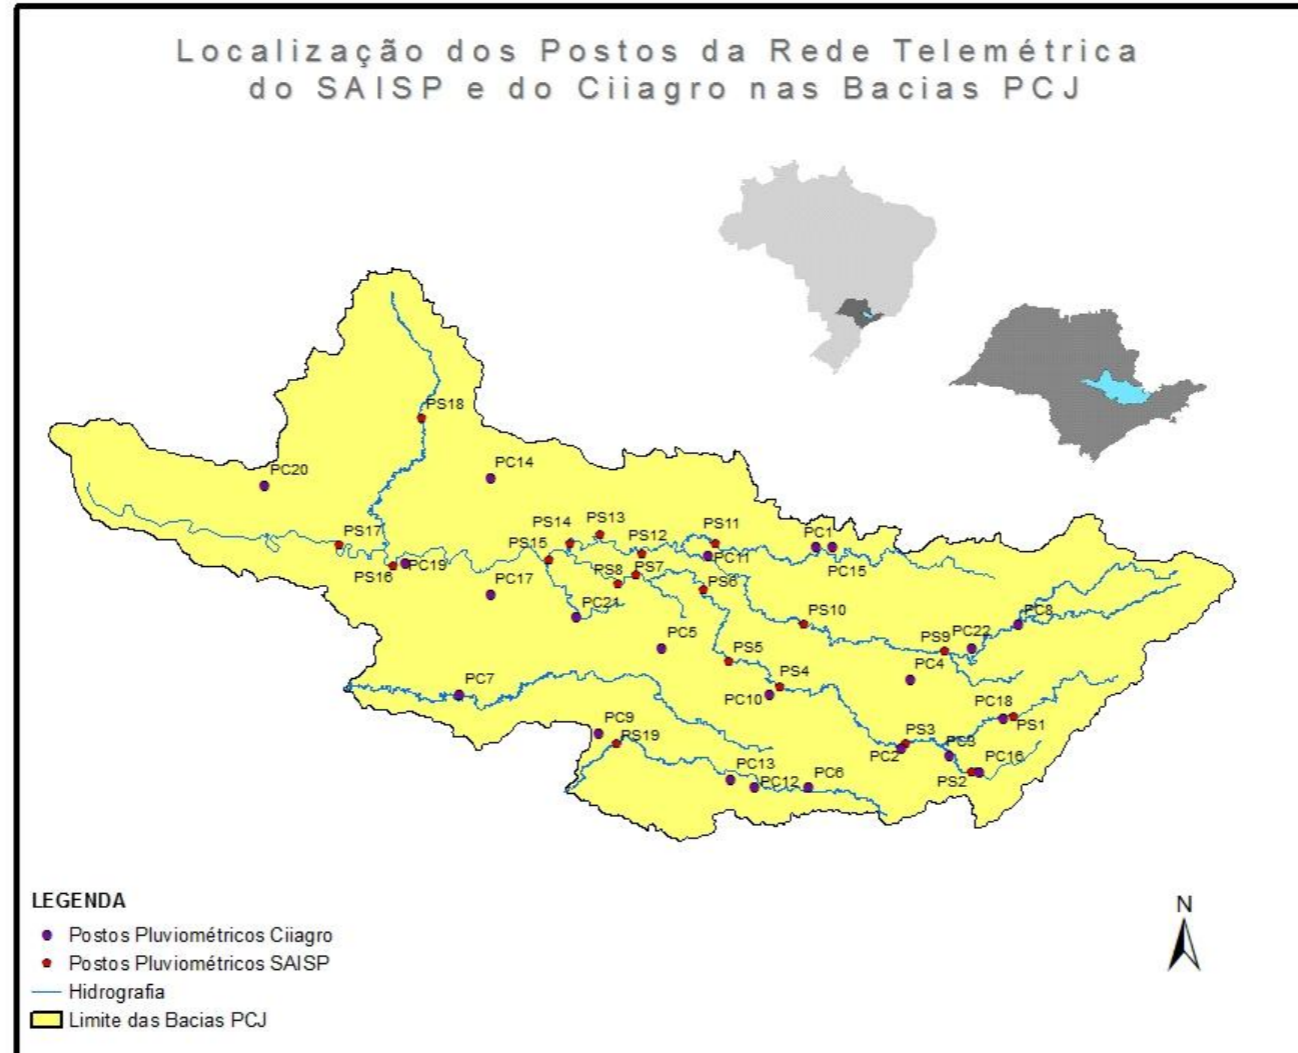 Localização dos Postos da Rede Telemétrica
do SAISP e do Ciiagro nas Bacias PCJ
PS18
PC20
PC14
PS17
PS14
PS13
PS11
PC1
PS15
PS12
PC11
PC15
PS16
PC19
PS8
PS7
PS6
PC17
PC21
PS10
PC8
PC5
PS9
PC22
PS5
PC4
PS4
PC7
PC10
PC18
PS1
PC9
PS19
PS3
PC2
PC3
PC16
PC13
PC12
PC6
PS2
LEGENDA
Postos Pluviométricos Ciiagro
Postos Pluviométricos SAISP
Hidrografia
Limite das Bacias PCJ
N